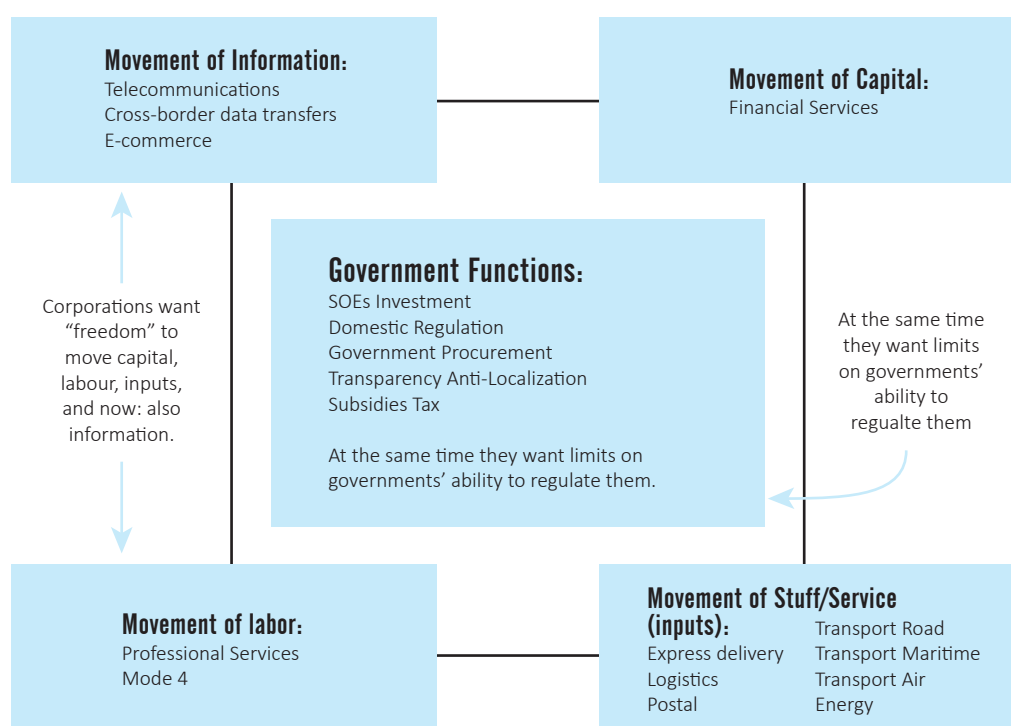 Movement of Information:
Telecommunications
Cross-border data transfers
E-commerce
Movement of Capital:
Financial Services
Government Functions:
SOEs Investment
Domestic Regulation
Government Procurement
Transparency Anti-Localization
Subsidies Tax
At the same time they want limits on
governments’ ability to regulate them.
Corporations want
“freedom” to
move capital,
labour, inputs,
and now: also
information.
At the same time
they want limits
on governments’
ability to
regualte them
Movement of labor:
Professional Services
Mode 4
Movement of Stuff/Service
(inputs):
Express delivery
Logistics
Postal
Transport Road
Transport Maritime
Transport Air
Energy